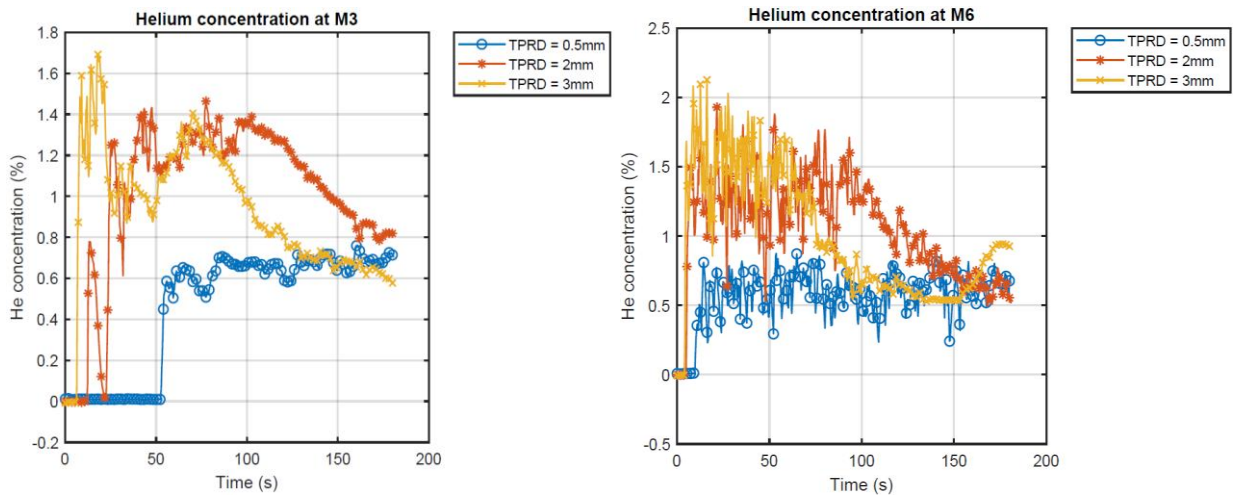 Helium concentration at M3
1.8
1.6
1.4
1.2
1
0.8
0.6
0.4
0.2
0
-0.2
0
50
100
150
200
Time (s)
He concentration (%)
TPRD = 0.5mm
TPRD = 2mm
TPRD = 3mm
Helium concentration at M6
2.5
2
1.5
1
0.5
0
-0.5
0
50
100
150
200
Time (s)
He concentration (%)
TPRD = 0.5mm
TPRD = 2mm
TPRD = 3mm